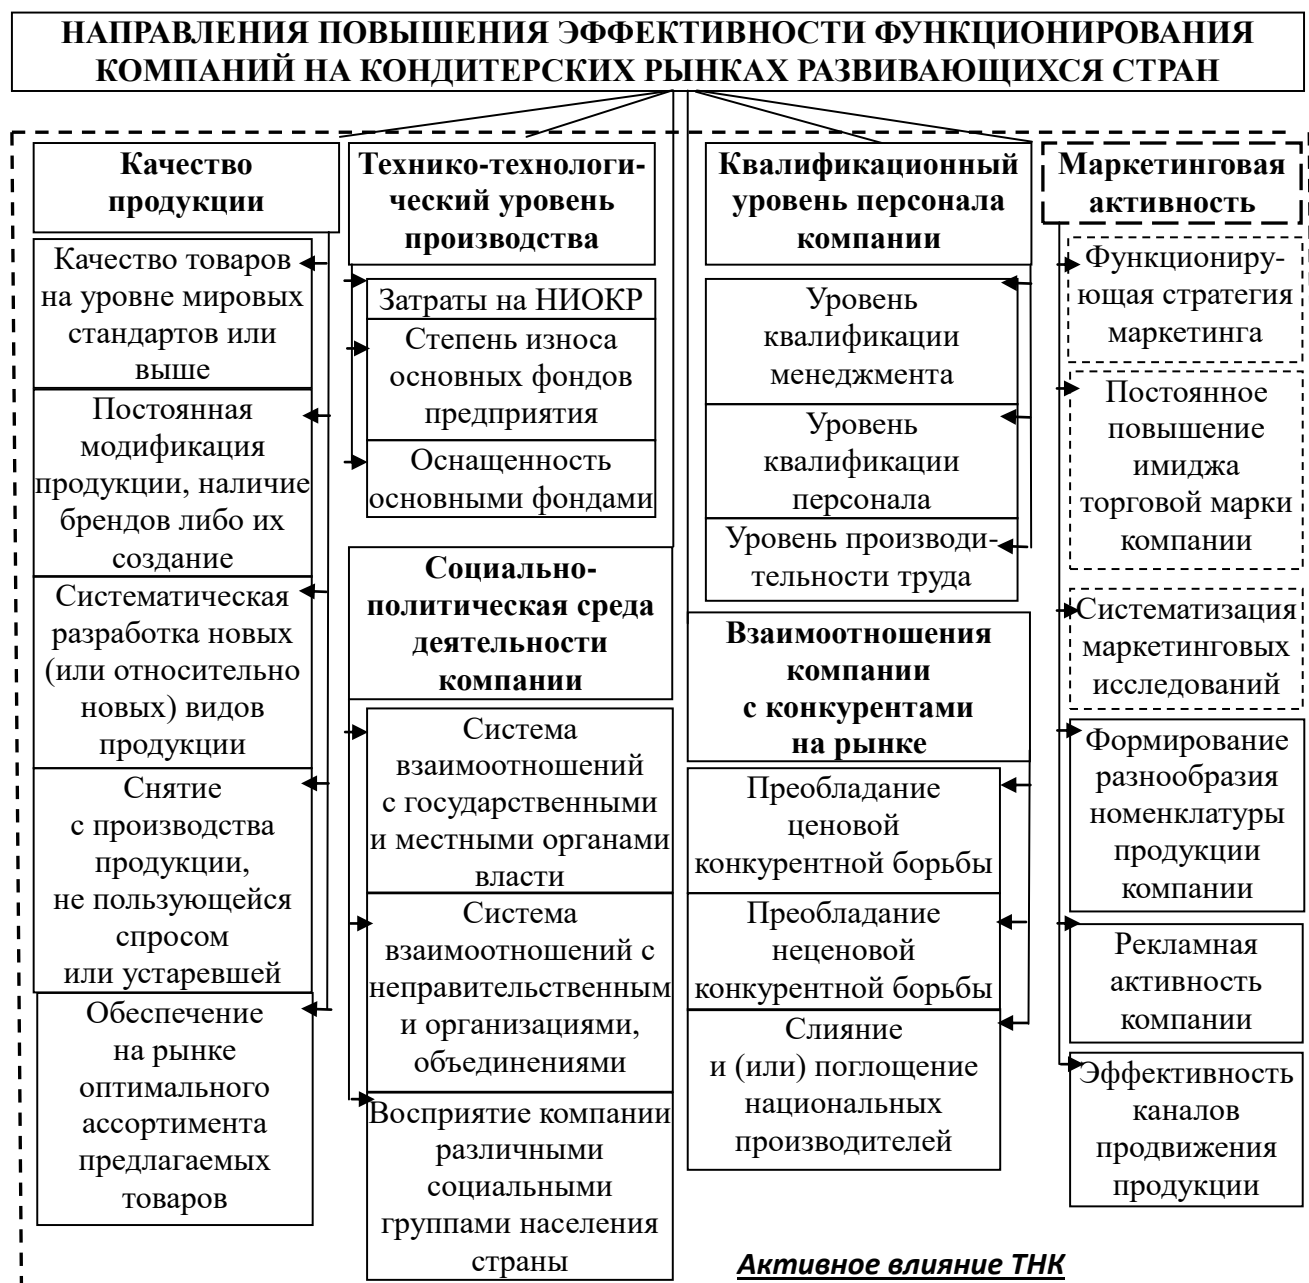 НАПРАВЛЕНИЯ ПОВЫШЕНИЯ ЭФФЕКТИВНОСТИ ФУНКЦИОНИРОВАНИЯ
КОМПАНИЙ НА КОНДИТЕРСКИХ РЫНКАХ РАЗВИВАЮЩИХСЯ СТРАН
Качество
продукции
Качество товаров
на уровне мировых
стандартов или
выше
Постоянная
модификация
продукции, наличие
брендов либо их
создание
Систематическая
разработка новых
(или относительно
новых) видов
продукции
Снятие
с производства
продукции,
не пользующейся
спросом
или устаревшей
Обеспечение
на рынке
оптимального
ассортимента
предлагаемых
товаров
Технико-технологи-
ческий уровень
производства
Затраты на НИОКР
Степень износа
основных фондов
предприятия
Оснащенность
основными фондами
Социально-
политическая среда
деятельности
компании
Система
взаимоотношений
с государственными
и местными органами
власти
Система
взаимоотношений с
неправительственным
и организациями,
объединениями
Восприятие компании
различными
социальными
группами населения
страны
Квалификационный
уровень персонала
компании
Уровень
квалификации
менеджмента
Уровень
квалификации
персонала
Уровень производи-
тельности труда
Взаимоотношения
компании
с конкурентами
на рынке
Преобладание
ценовой
конкурентной борьбы
Преобладание
неценовой
конкурентной борьбы
Слияние
и (или) поглощение
национальных
производителей
Маркетинговая
активность
Функциониру-
ющая стратегия
маркетинга
Постоянное
повышение
имиджа
торговой марки
компании
Систематизация
маркетинговых
исследований
Формирование
разнообразия
номенклатуры
продукции
компании
Рекламная
активность
компании
Эффективность
каналов
продвижения
продукции
Активное влияние ТНК